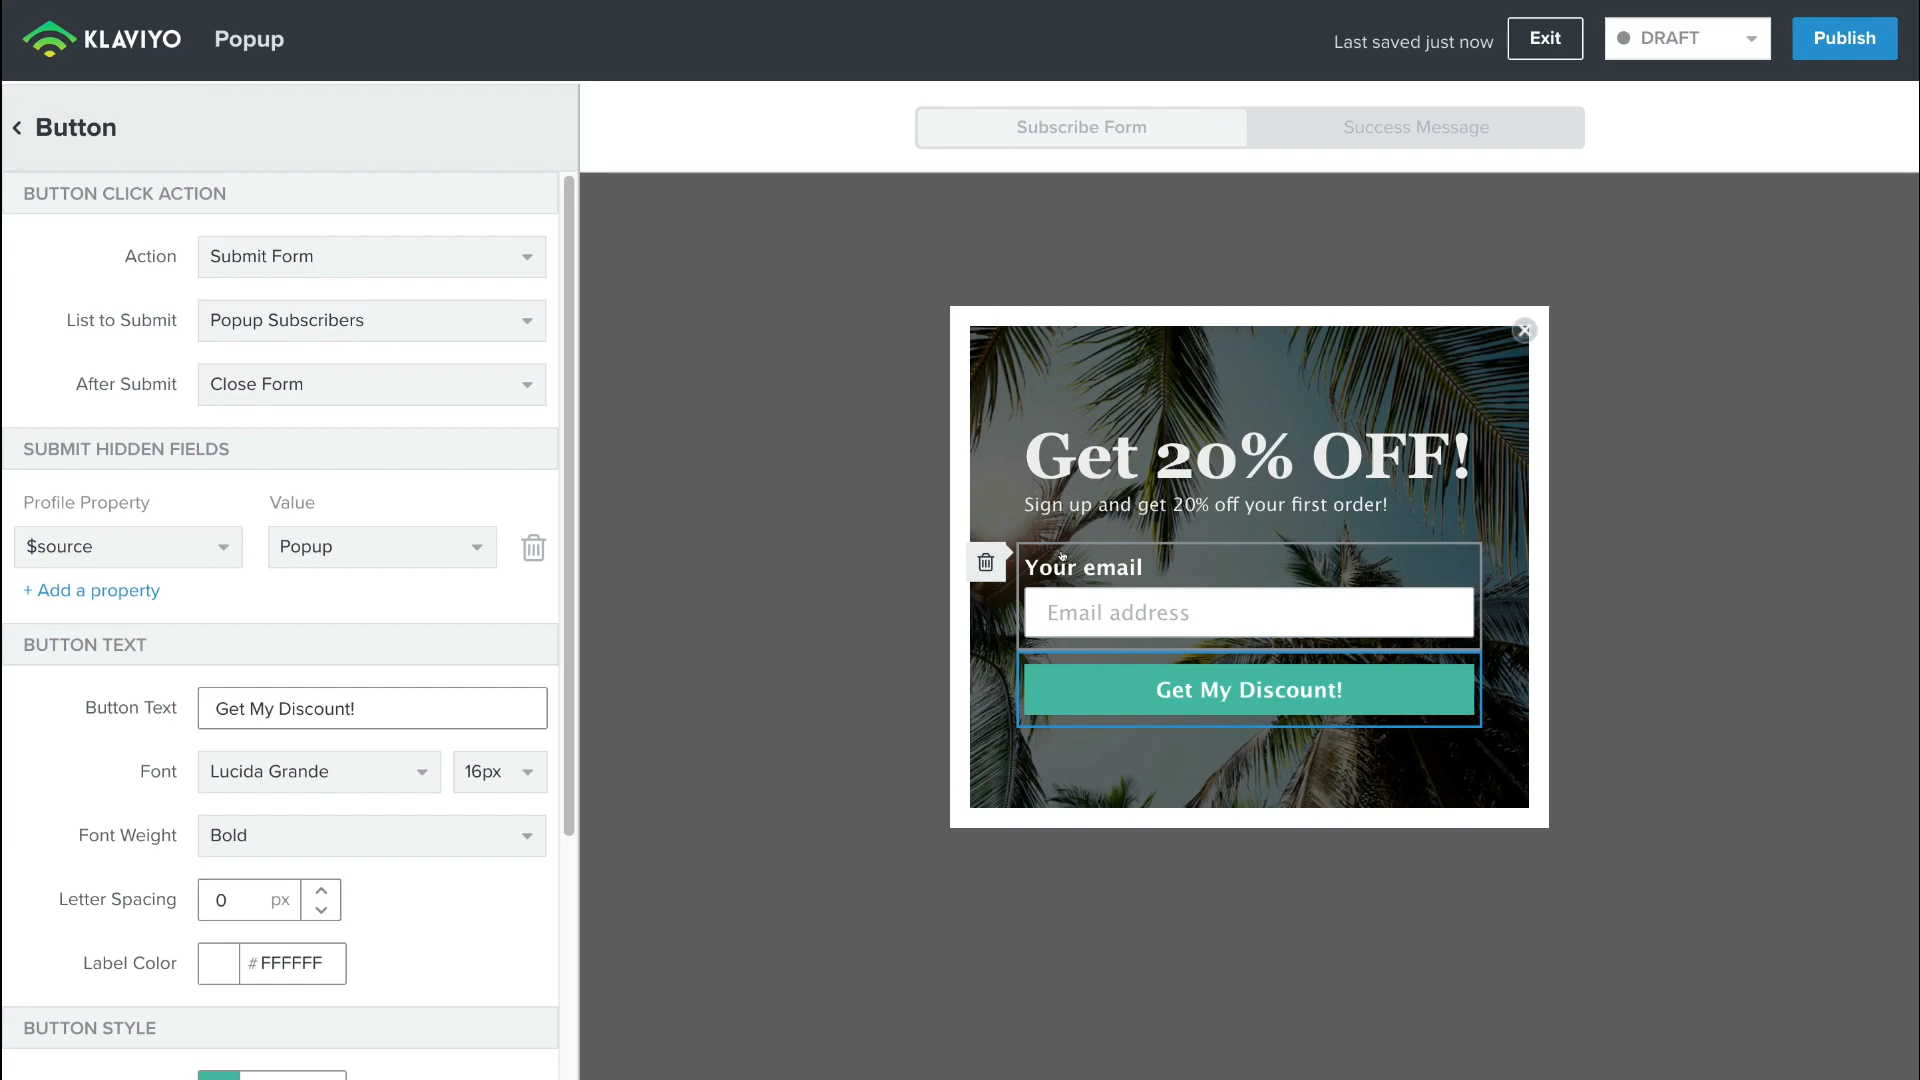 KLAVIYO Popup
Last saved just now Exit DRAFT Publish
Button
Subscribe Form Success Message
BUTTON CLICK ACTION
Action Submit Form
List to Submit Popup Subscribers
After Submit Close Form
SUBMIT HIDDEN FIELDS
Profile Property Value
$source Popup
+ Add a property
BUTTON TEXT
Button Text Get My Discount!
Font Lucida Grande 16px
Font Weight Bold
Letter Spacing 0 px
Label Color # FFFFFF
BUTTON STYLE
Get 20% OFF!
Sign up and get 20% off your first order!
Your email
Email address
Get My Discount!